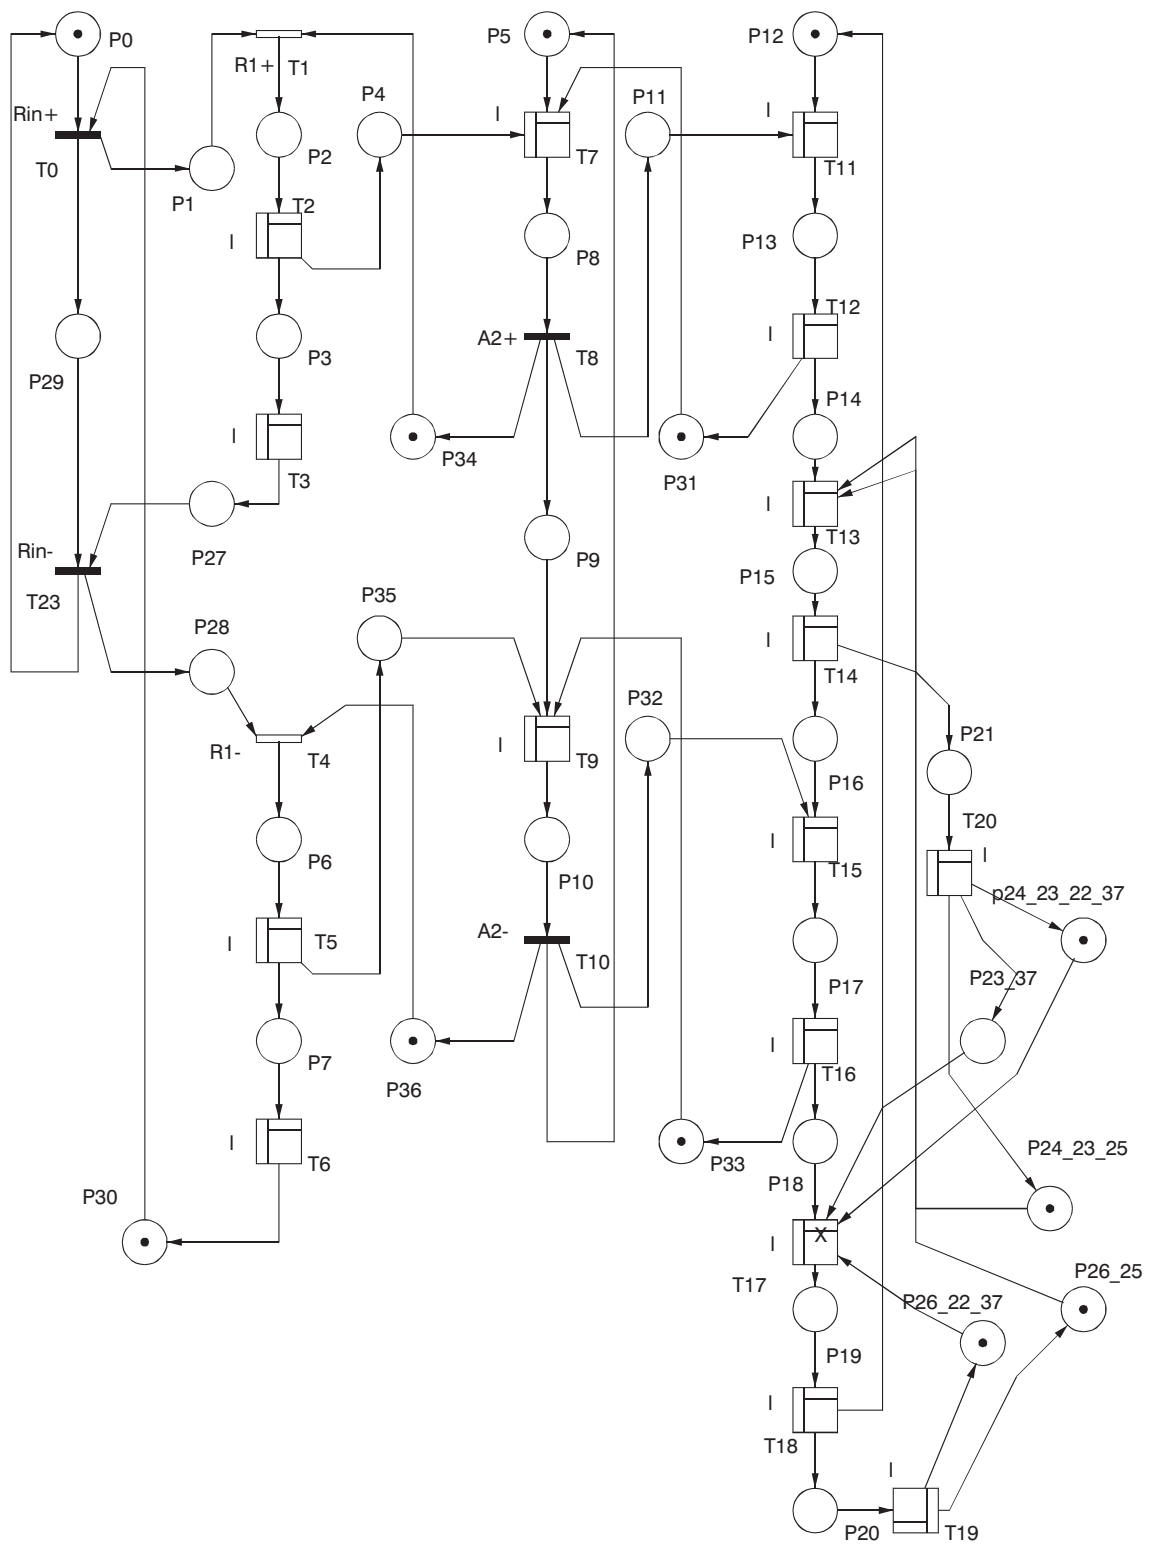 P0
P5
P12
R1+
T1
P4
P11
Rin+
I
I
T0
P2
T7
T11
P1
T2
I
P13
P8
T12
A2+
I
P3
T8
P29
P14
I
P34
P31
T3
I
T13
Rin-
P27
P9
P15
T23
P35
P28
I
T14
P32
R1-
T4
I
T9
P21
P16
T20
P6
I
I
T15
P10
p24_23_22_37
A2-
I
T5
T10
P23_37
P17
P7
I
T16
P36
I
T6
P33
P24_23_25
P18
P30
X
I
T17
P26_25
P26_22_37
P19
I
T18
I
P20
T19